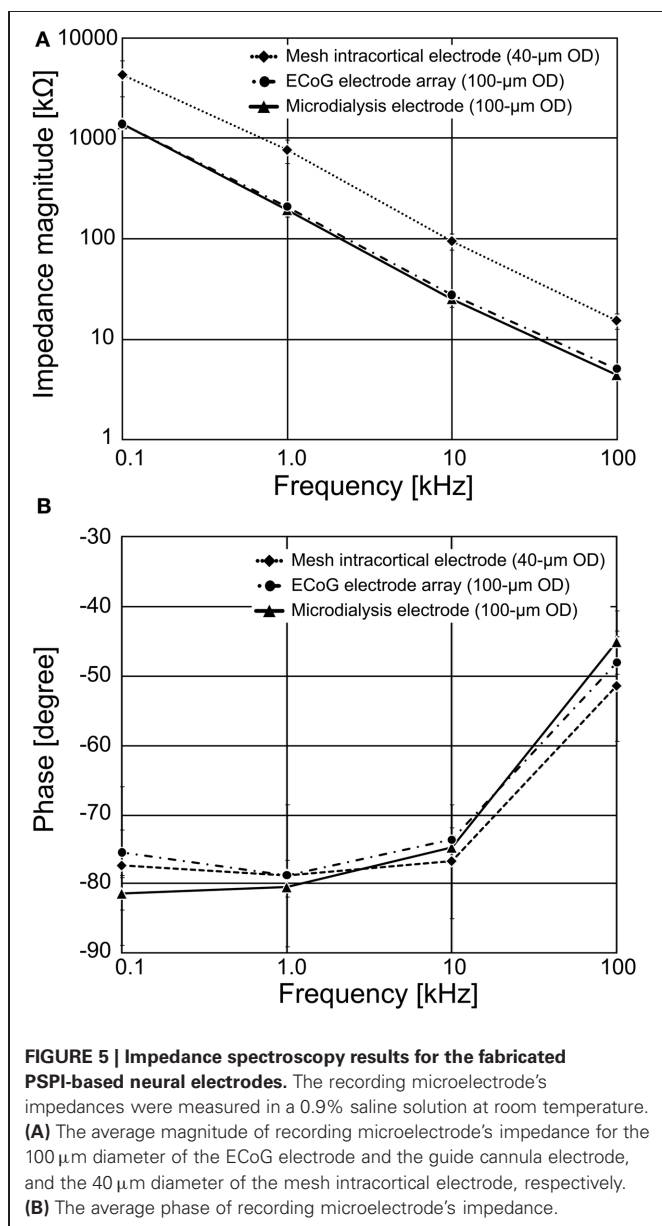 A
10000
1000
100
10
1
Impedance magnitude [kΩ]
Mesh intracortical electrode (40-µm OD)
ECoG electrode array (100-µm OD)
Microdialysis electrode (100-µm OD)
0.1 1.0 10 100
Frequency [kHz]
B
-30
-40
-50
-60
-70
-80
-90
Phase [degree]
Mesh intracortical electrode (40-µm OD)
ECoG electrode array (100-µm OD)
Microdialysis electrode (100-µm OD)
0.1 1.0 10 100
Frequency [kHz]
FIGURE 5 | Impedance spectroscopy results for the fabricated
PSPI-based neural electrodes. The recording microelectrode's
impedances were measured in a 0.9% saline solution at room temperature.
(A) The average magnitude of recording microelectrode's impedance for the
100 µm diameter of the ECoG electrode and the guide cannula electrode,
and the 40 µm diameter of the mesh intracortical electrode, respectively.
(B) The average phase of recording microelectrode's impedance.